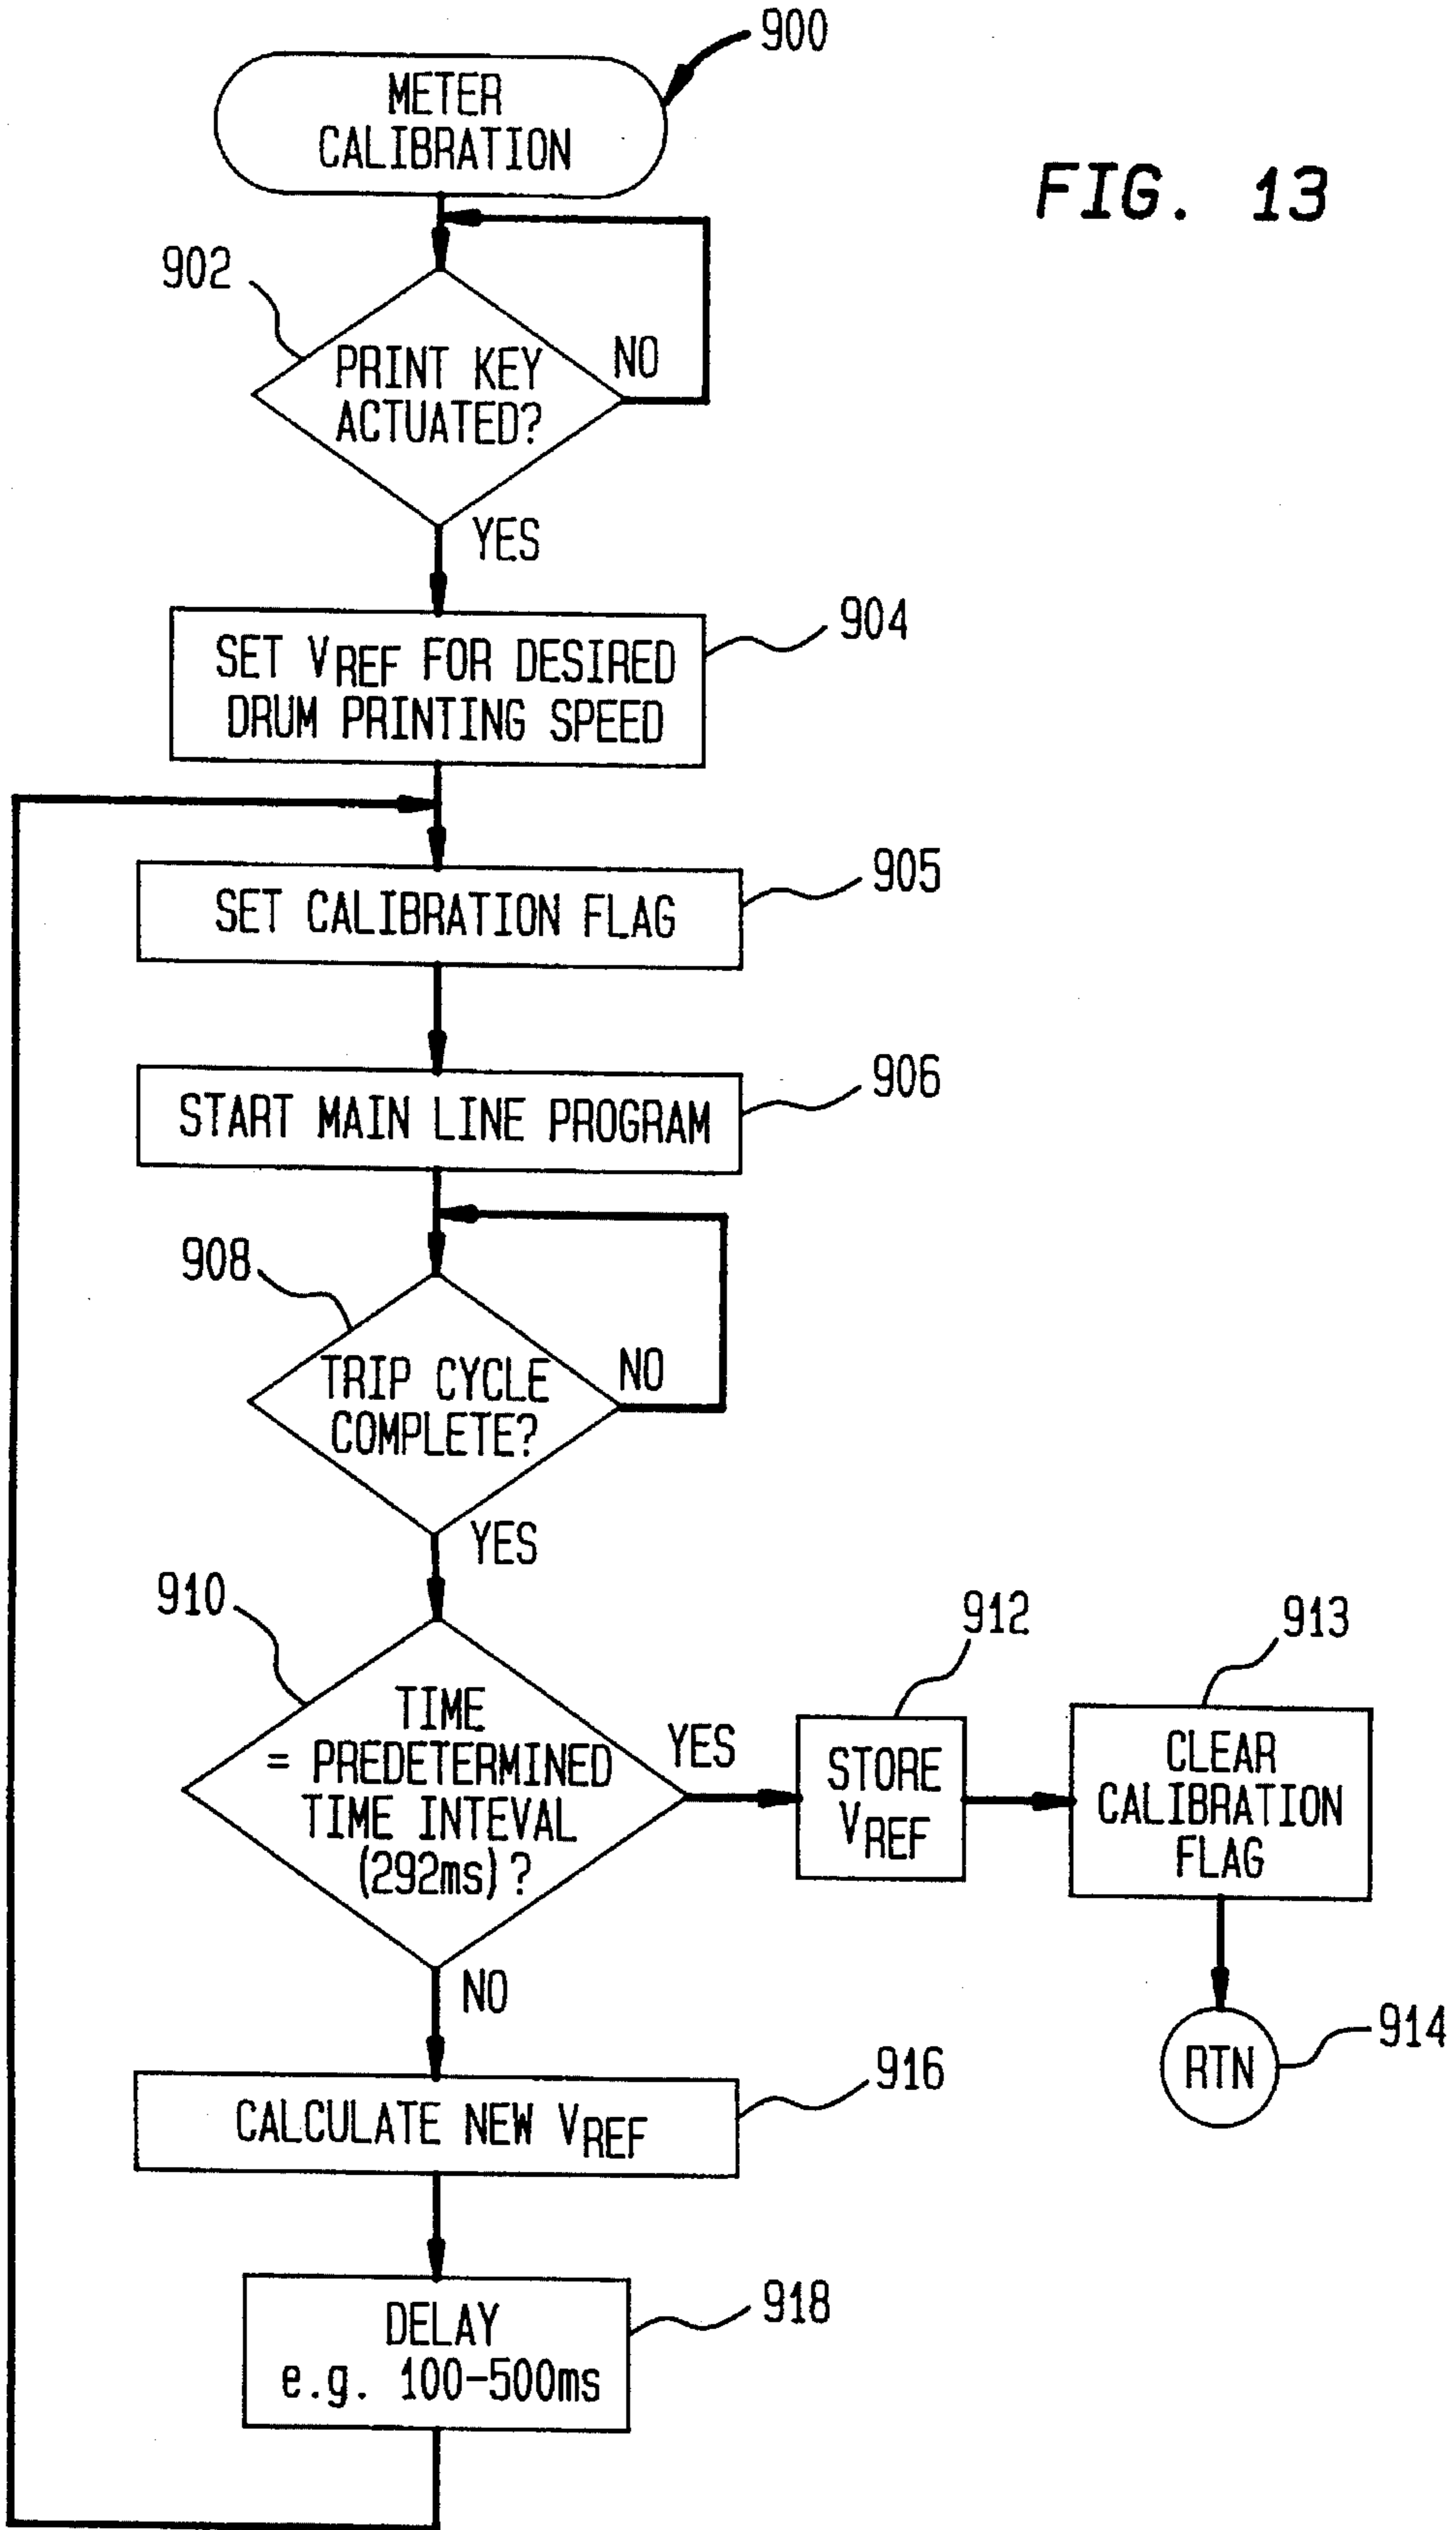 900
METER
CALIBRATION
FIG. 13
902
PRINT KEY
ACTUATED?
NO
YES
904
SET VREF FOR DESIRED
DRUM PRINTING SPEED
905
SET CALIBRATION FLAG
906
START MAIN LINE PROGRAM
908
TRIP CYCLE
COMPLETE?
NO
YES
910
TIME
= PREDETERMINED
TIME INTEVAL
(292ms)?
YES
912
STORE
VREF
913
CLEAR
CALIBRATION
FLAG
NO
914
RTN
916
CALCULATE NEW VREF
918
DELAY
e.g. 100-500ms